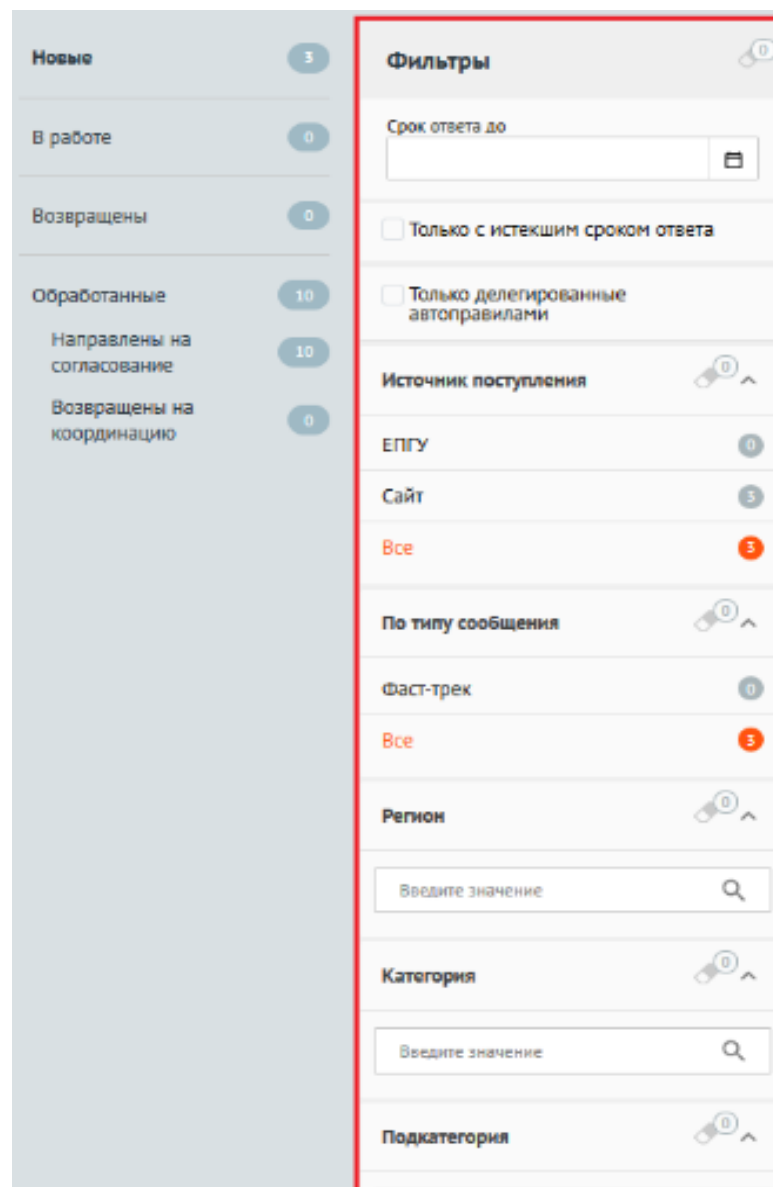 Новые 3
В работе 0
Возвращены 0
Обработанные 10
Направлены на
согласование 10
Возвращены на
координацию 0
Фильтры 0
Срок ответа до
Только с истекшим сроком ответа
Только делегированные
автоправилами
Источник поступления 0
ЕПГУ 0
Сайт 3
Все 3
По типу сообщения 0
Фаст-трек 0
Все 3
Регион 0
Введите значение
Категория 0
Введите значение
Подкатегория 0